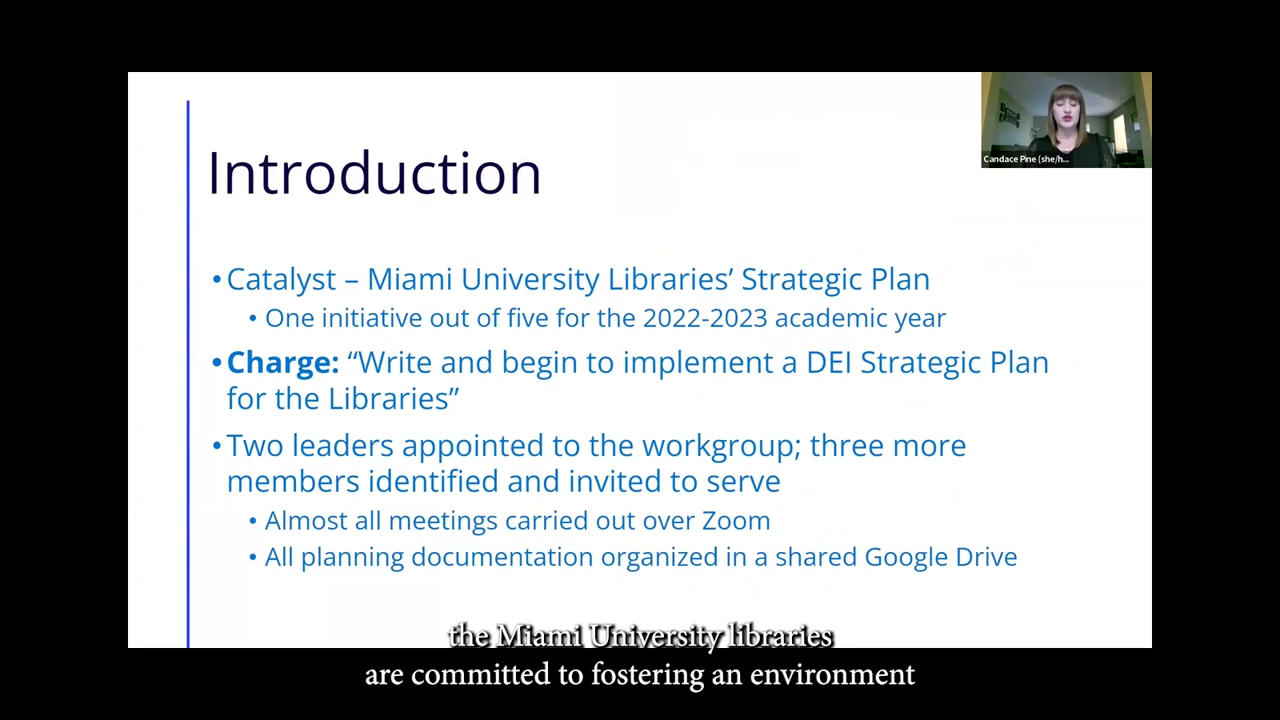 Candace Pine (she/h...
Introduction
• Catalyst – Miami University Libraries’ Strategic Plan
• One initiative out of five for the 2022-2023 academic year
• Charge: “Write and begin to implement a DEI Strategic Plan
for the Libraries”
• Two leaders appointed to the workgroup; three more
members identified and invited to serve
• Almost all meetings carried out over Zoom
• All planning documentation organized in a shared Google Drive
the Miami University libraries
are committed to fostering an environment